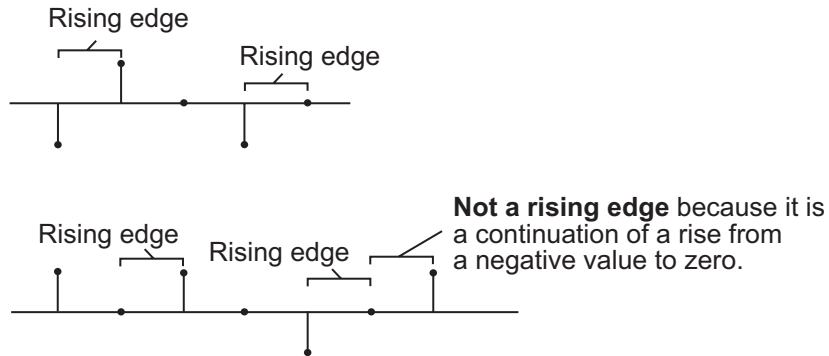 Rising edge
Rising edge
Rising edge
Rising edge
Not a rising edge because it is
a continuation of a rise from
a negative value to zero.